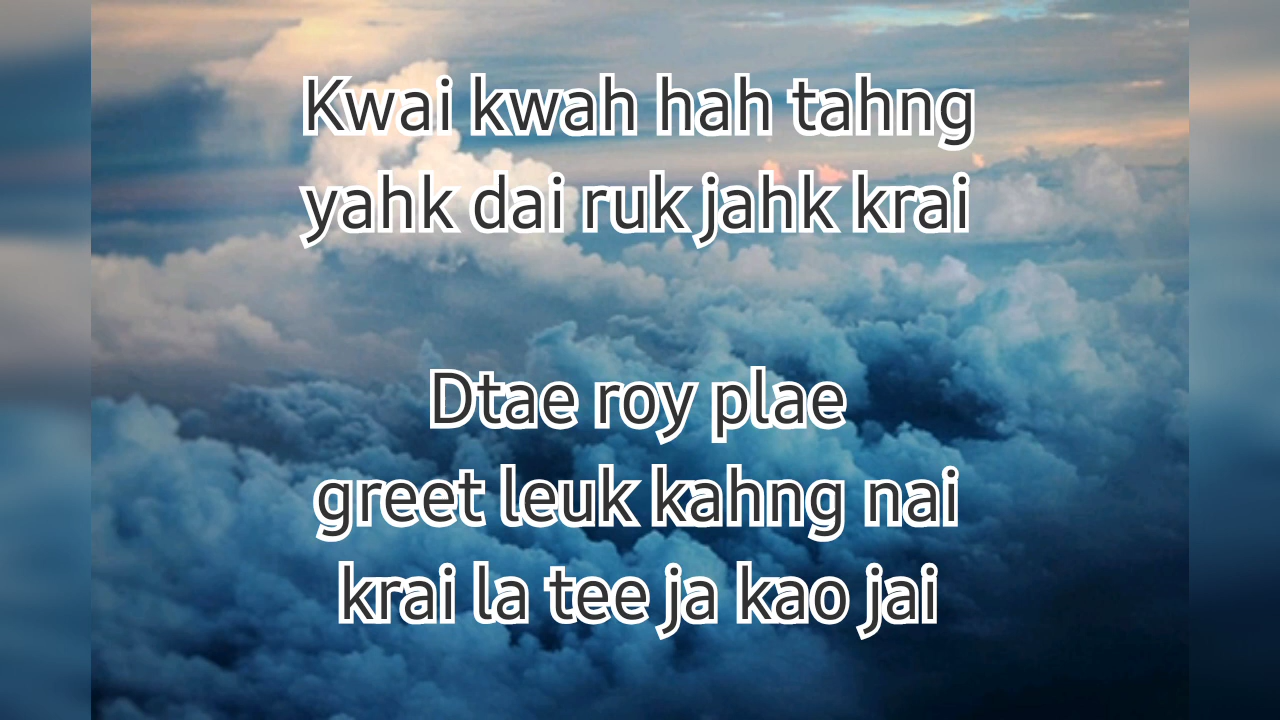 Kwai kwah hah tahng
yahk dai ruk jahk krai
Dtae roy plae
greet leuk kahng nai
krai la tee ja kao jai